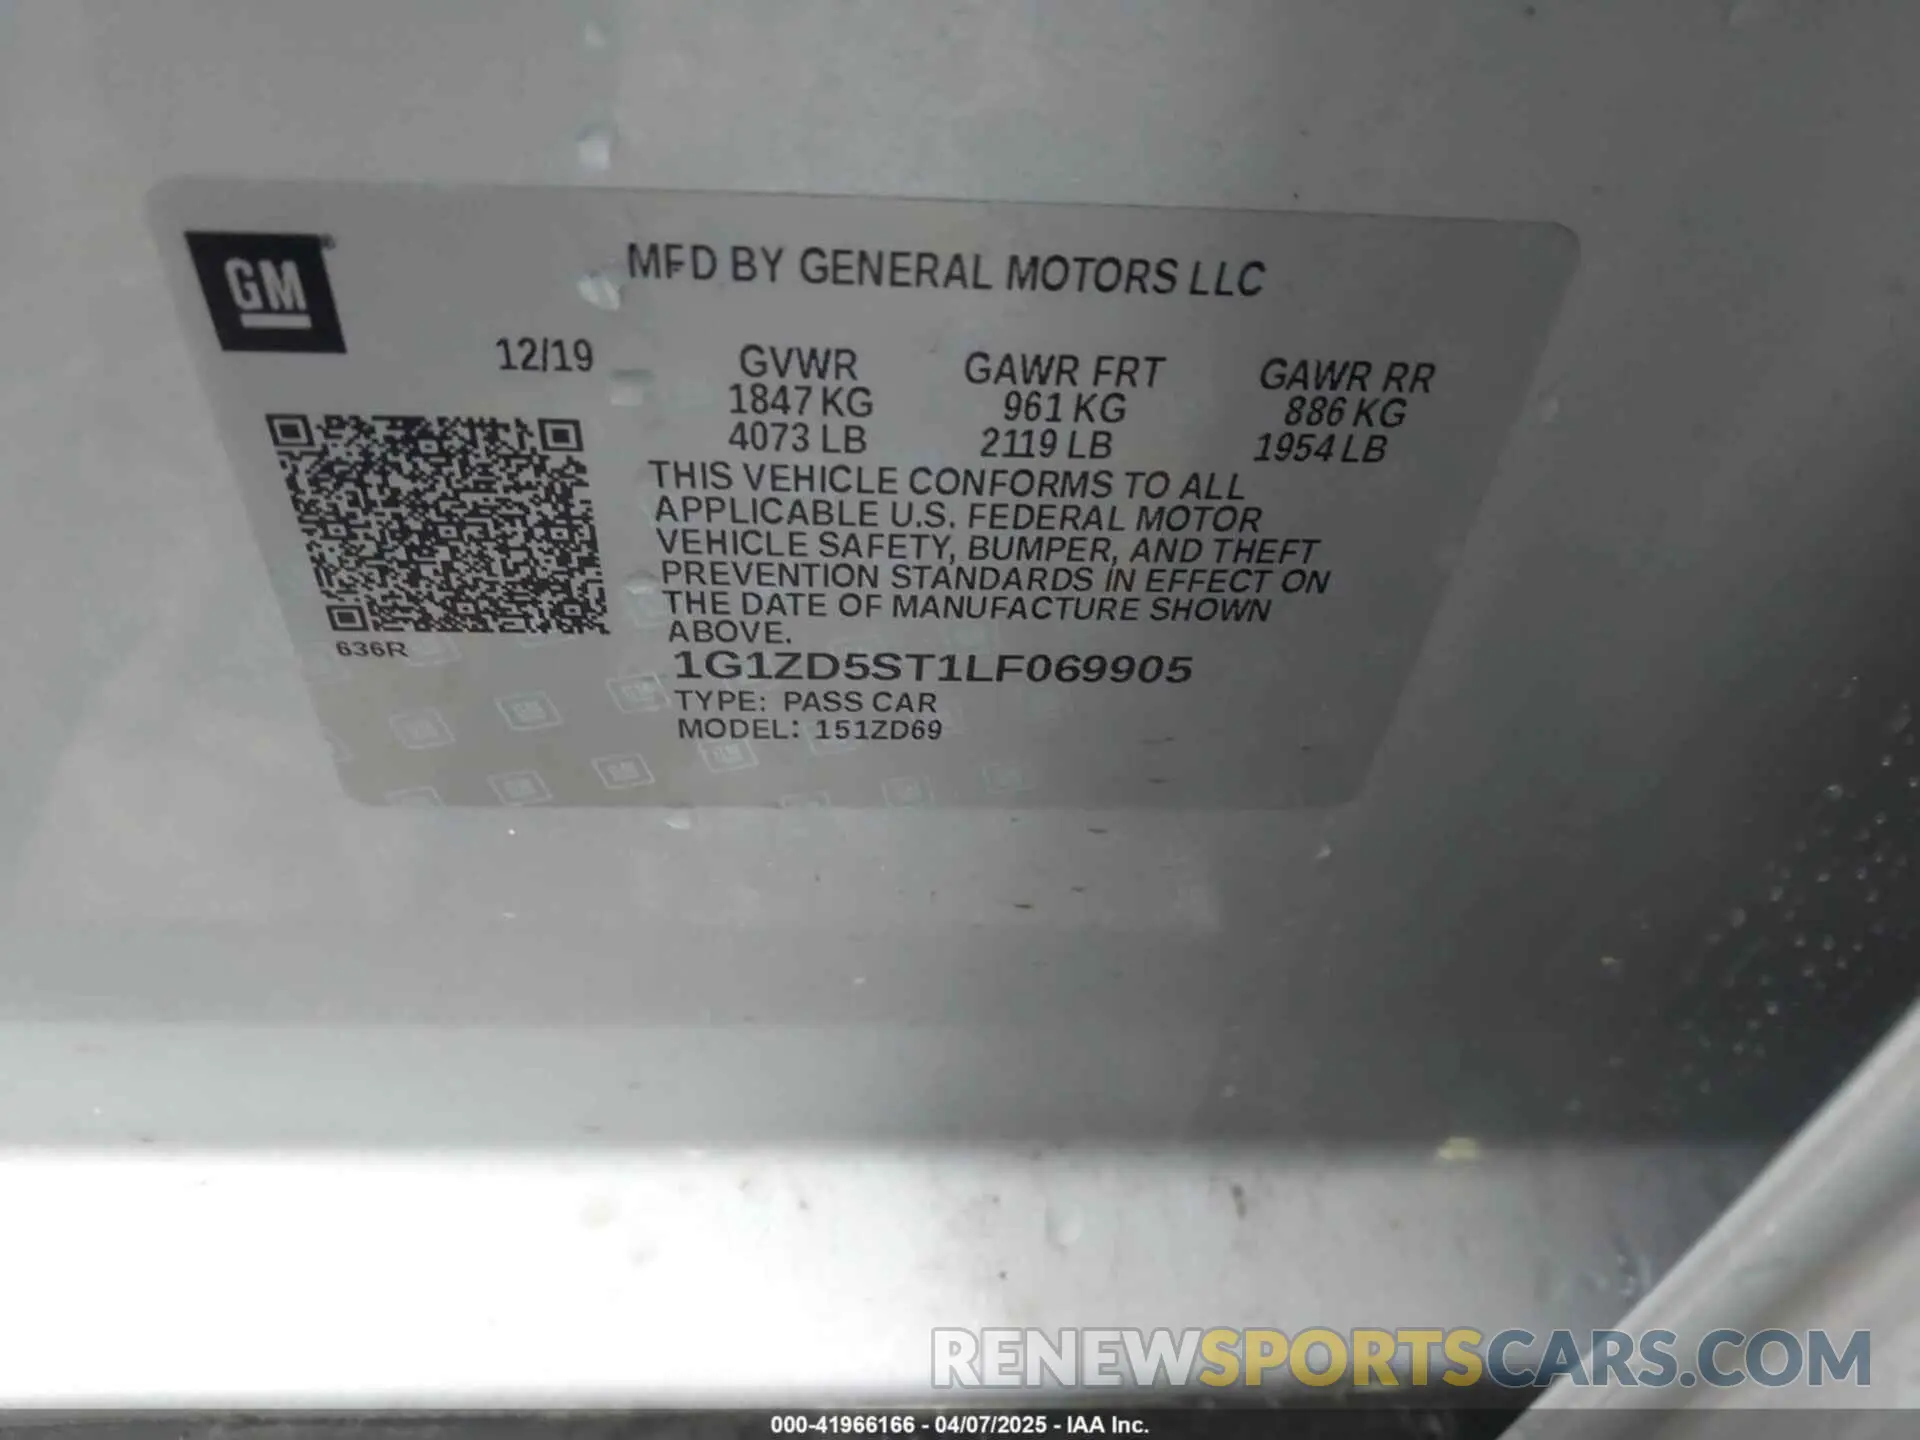 GM
MFD BY GENERAL MOTORS LLC
12/19 GVWR GAWR FRT GAWR RR
1847 KG 961 KG 886 KG
4073 LB 2119 LB 1954 LB
THIS VEHICLE CONFORMS TO ALL
APPLICABLE U.S. FEDERAL MOTOR
VEHICLE SAFETY, BUMPER, AND THEFT
PREVENTION STANDARDS IN EFFECT ON
THE DATE OF MANUFACTURE SHOWN
ABOVE.
636R
1G1ZD5ST1LF069905
TYPE: PASS CAR
MODEL: 151ZD69
RENEWSPORTSCARS.COM
000-41966166 - 04/07/2025 - IAA Inc.